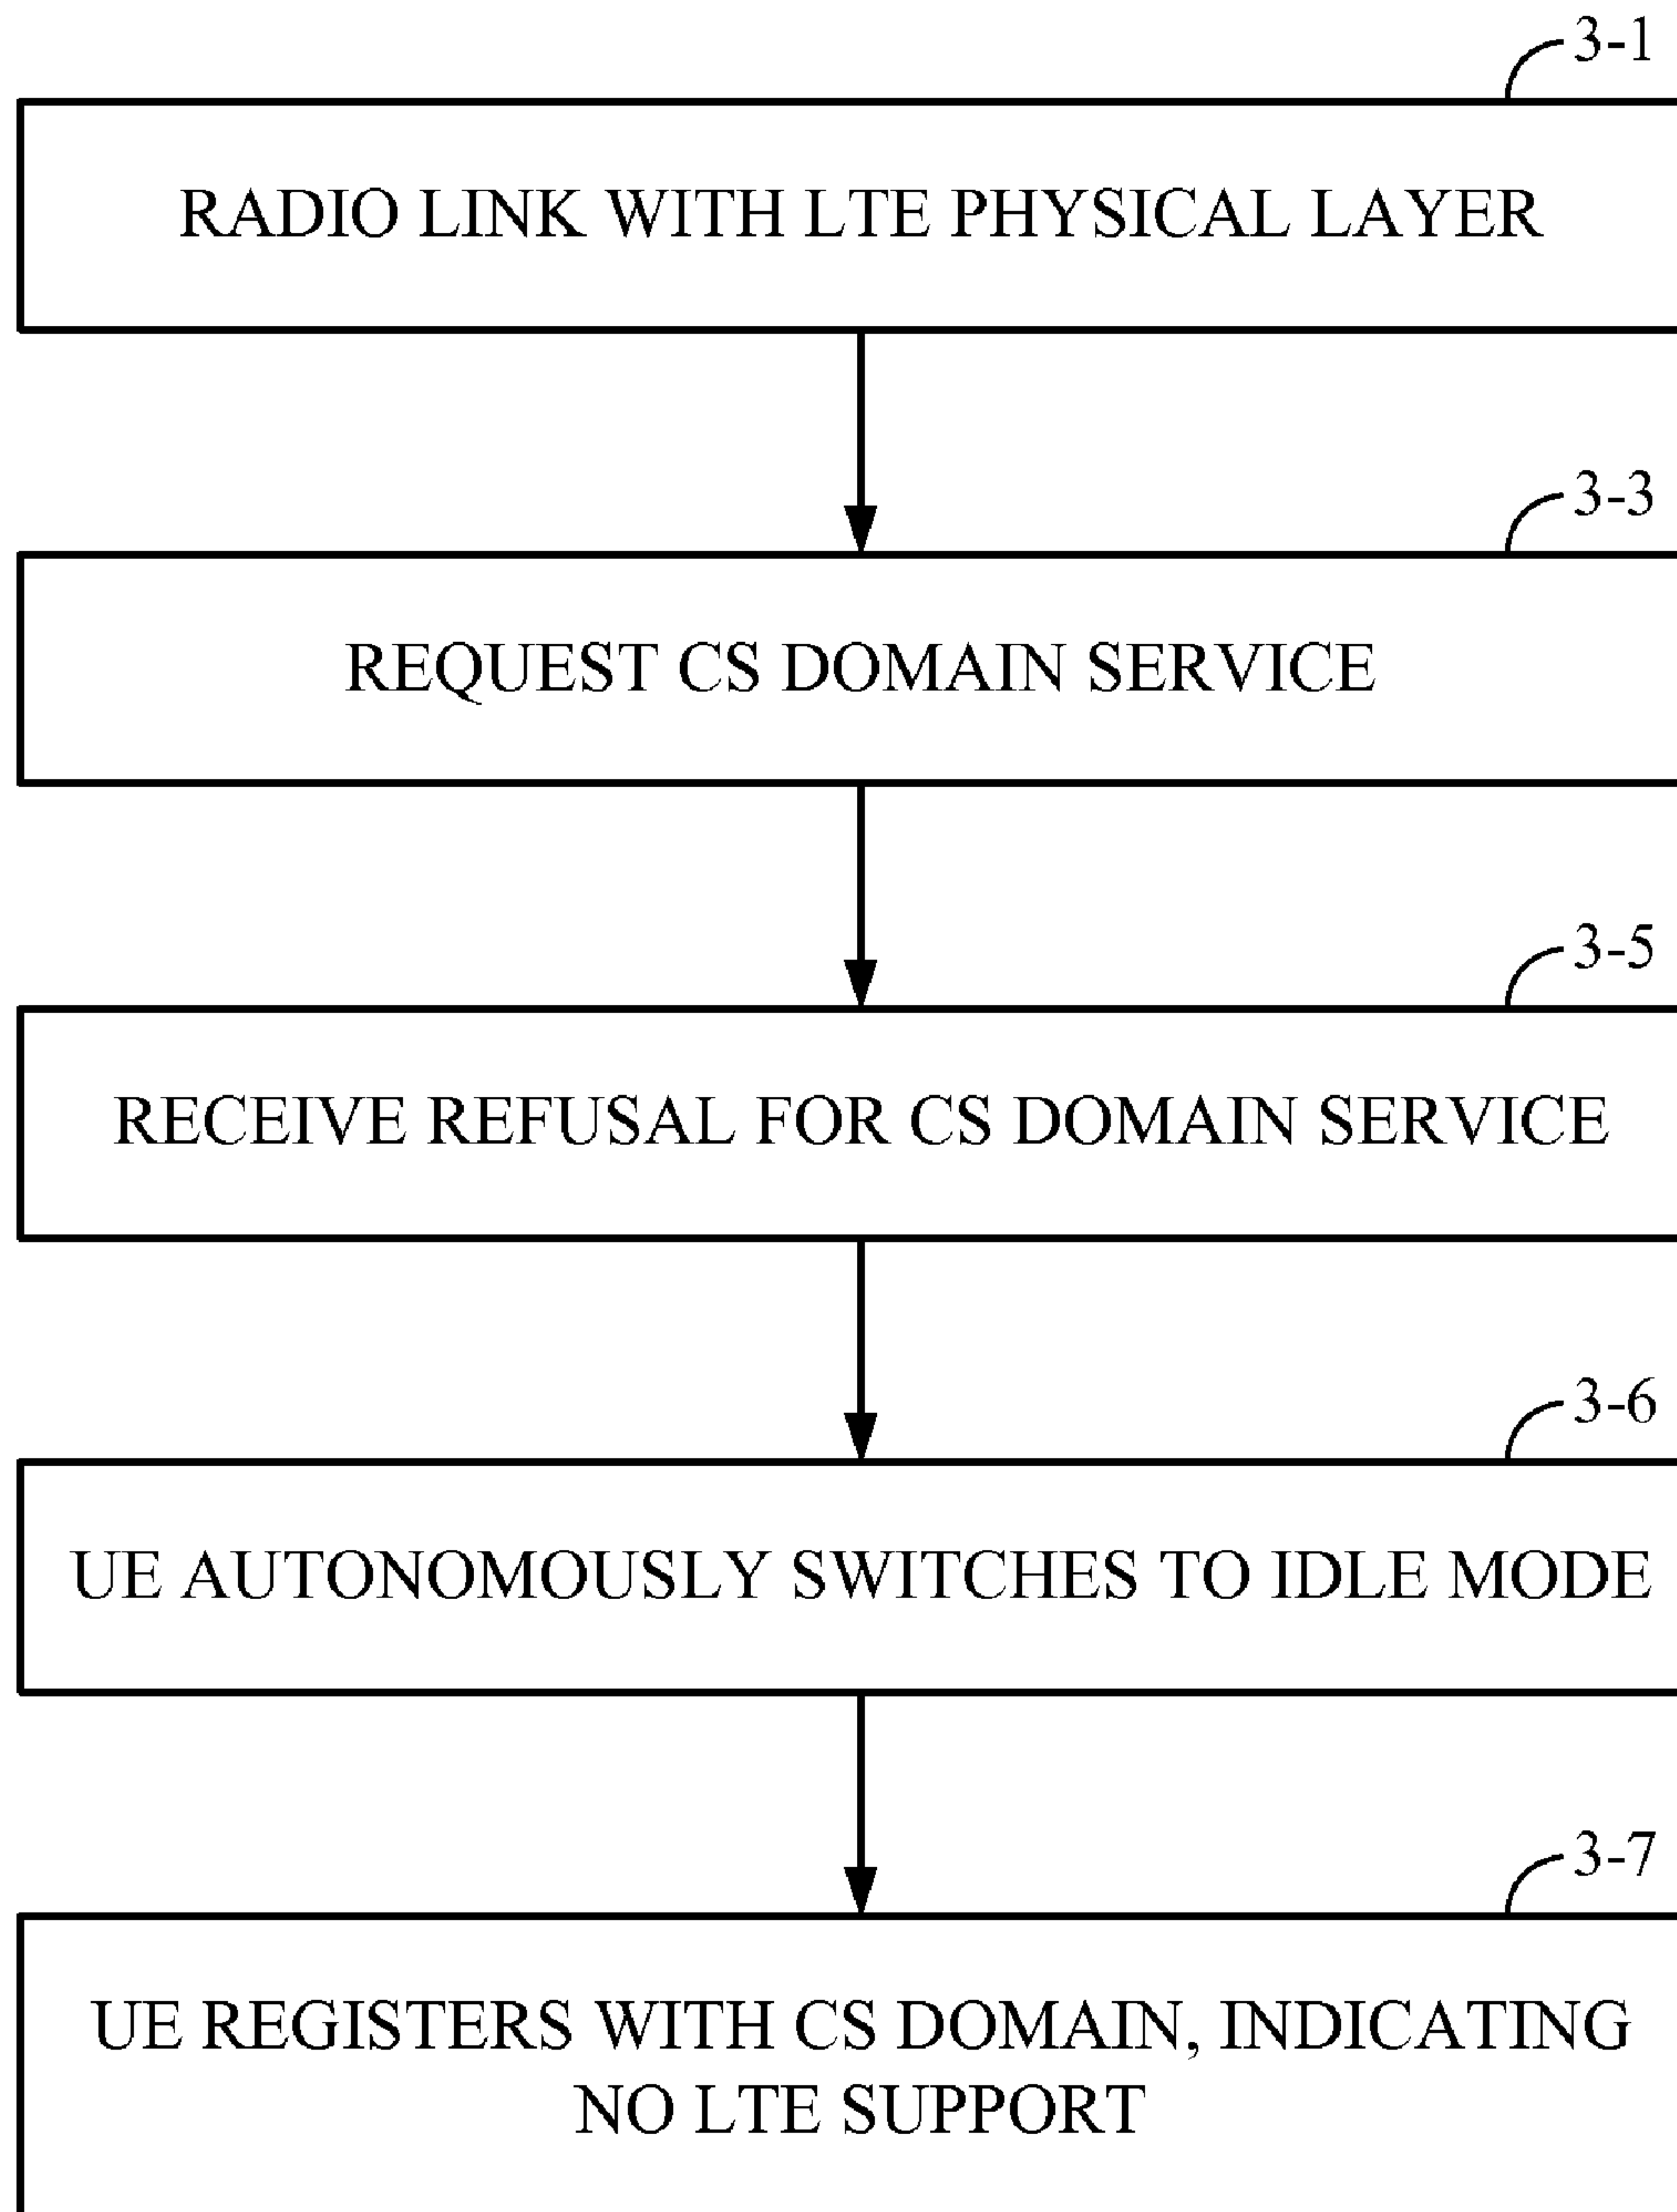 3-1
RADIO LINK WITH LTE PHYSICAL LAYER
3-3
REQUEST CS DOMAIN SERVICE
3-5
RECEIVE REFUSAL FOR CS DOMAIN SERVICE
3-6
UE AUTONOMOUSLY SWITCHES TO IDLE MODE
3-7
UE REGISTERS WITH CS DOMAIN, INDICATING
NO LTE SUPPORT